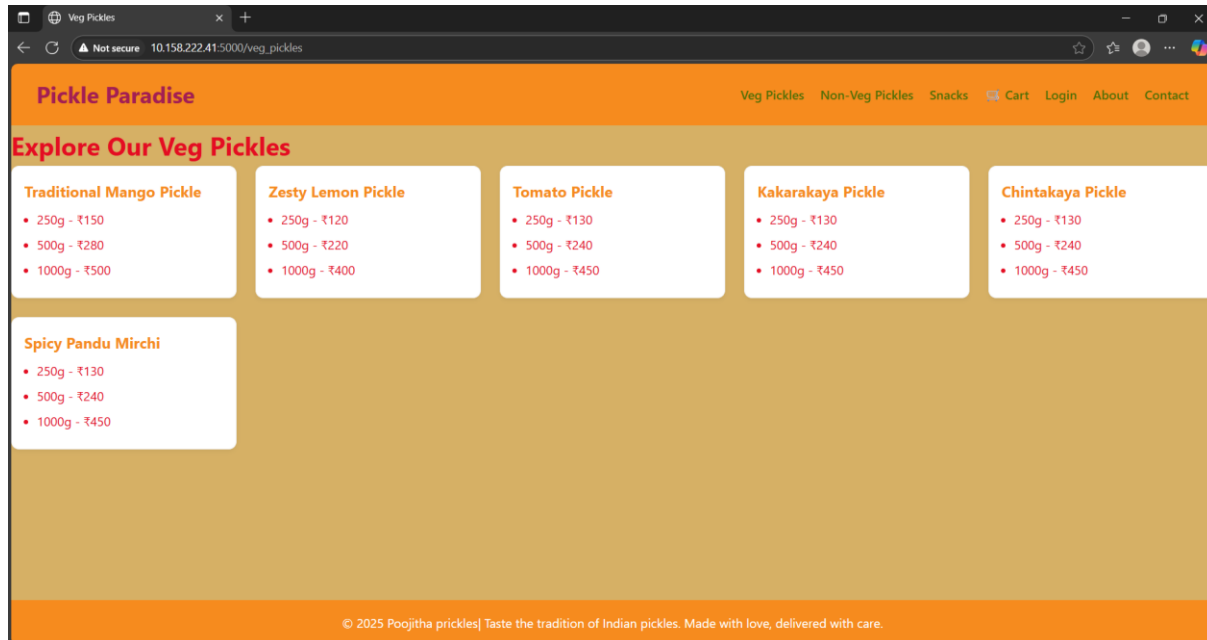 Veg Pickles
Not secure 10.158.222.41:5000/veg_pickles
Pickle Paradise
Veg Pickles Non-Veg Pickles Snacks Cart Login About Contact
Explore Our Veg Pickles
Traditional Mango Pickle
• 250g - ₹150
• 500g - ₹280
• 1000g - ₹500
Zesty Lemon Pickle
• 250g - ₹120
• 500g - ₹220
• 1000g - ₹400
Tomato Pickle
• 250g - ₹130
• 500g - ₹240
• 1000g - ₹450
Kakarakaya Pickle
• 250g - ₹130
• 500g - ₹240
• 1000g - ₹450
Chintakaya Pickle
• 250g - ₹130
• 500g - ₹240
• 1000g - ₹450
Spicy Pandu Mirchi
• 250g - ₹130
• 500g - ₹240
• 1000g - ₹450
© 2025 Poojitha prickles| Taste the tradition of Indian pickles. Made with love, delivered with care.